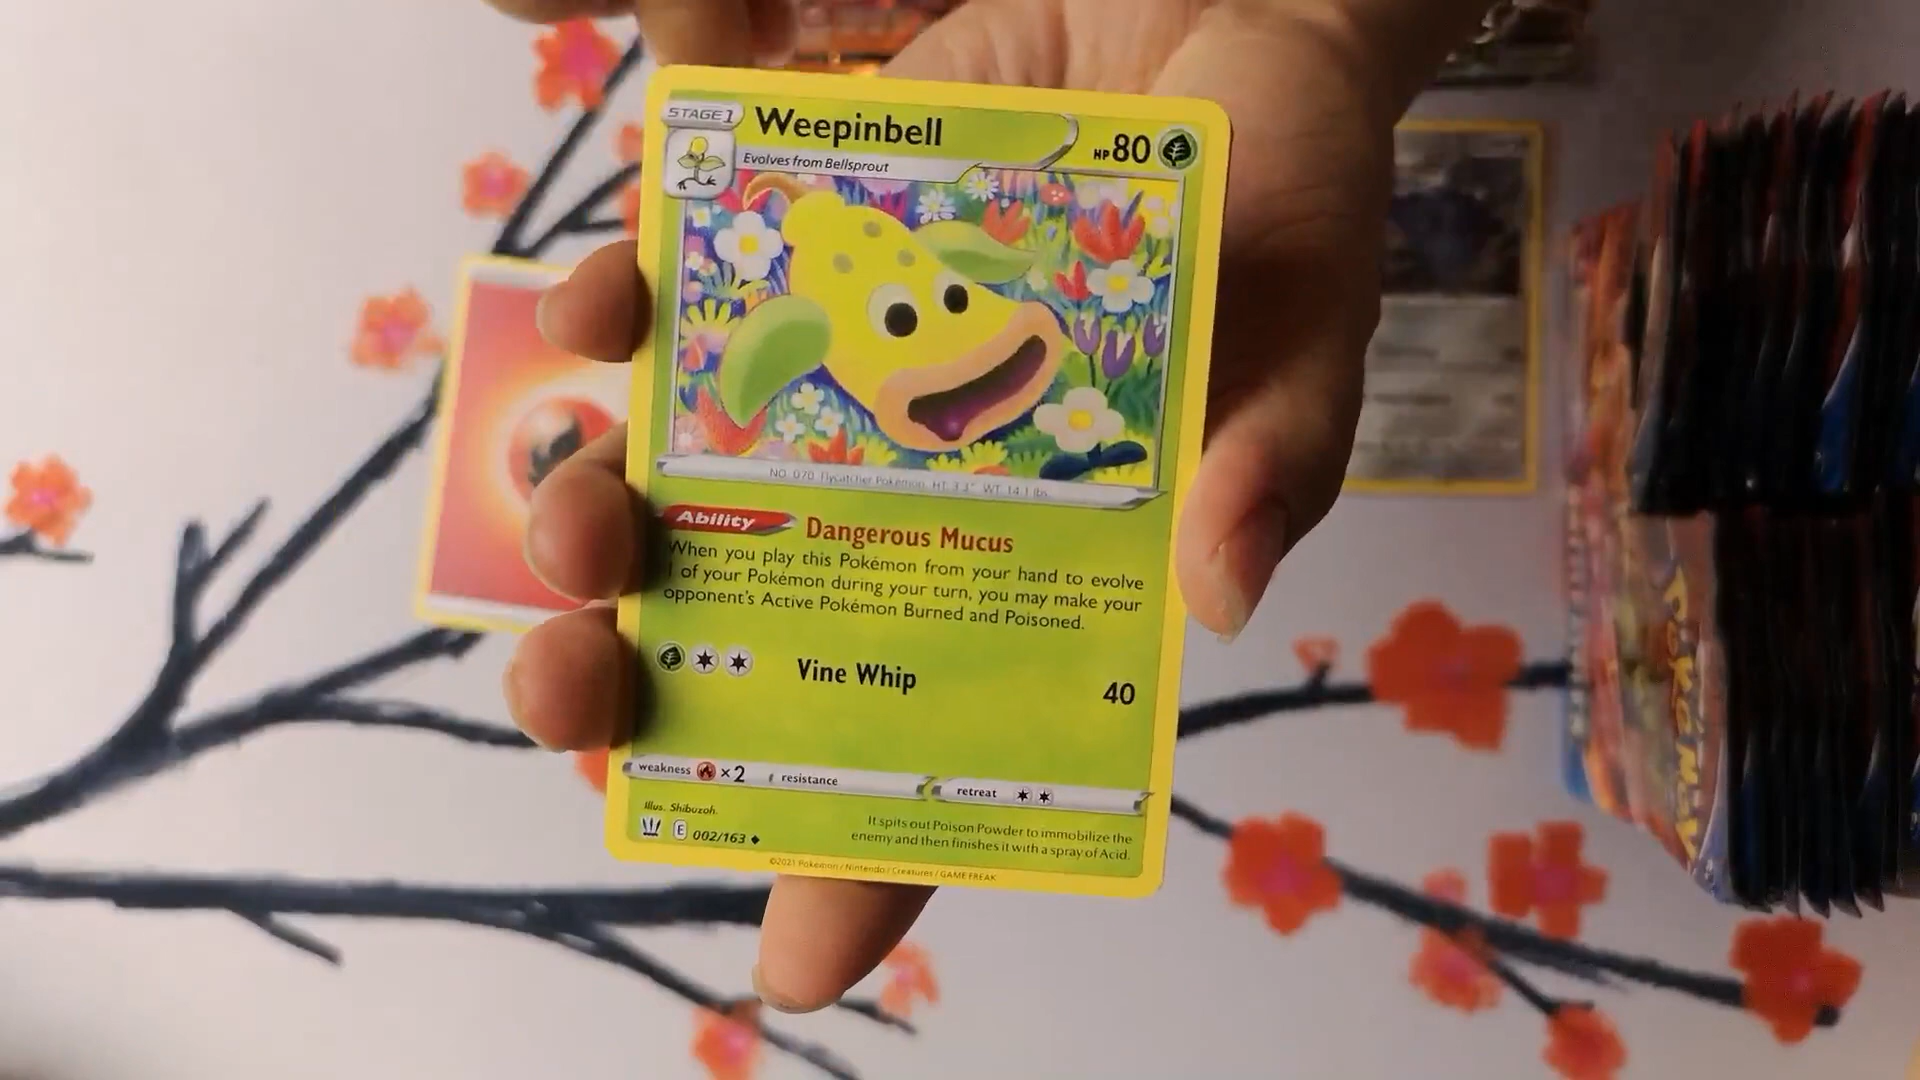 STAGE 1
Weepinbell
HP 80
Evolves from Bellsprout
NO. 070 Flycatcher Pokémon HT: 3'3" WT: 14.1 lbs.
Ability
Dangerous Mucus
When you play this Pokémon from your hand to evolve
1 of your Pokémon during your turn, you may make your
opponent's Active Pokémon Burned and Poisoned.
Vine Whip
40
weakness ×2
resistance
retreat
Illus. Shibuzoh.
E 002/163
It spits out Poison Powder to immobilize the
enemy and then finishes it with a spray of Acid.
©2021 Pokémon / Nintendo / Creatures / GAME FREAK
POKéMON